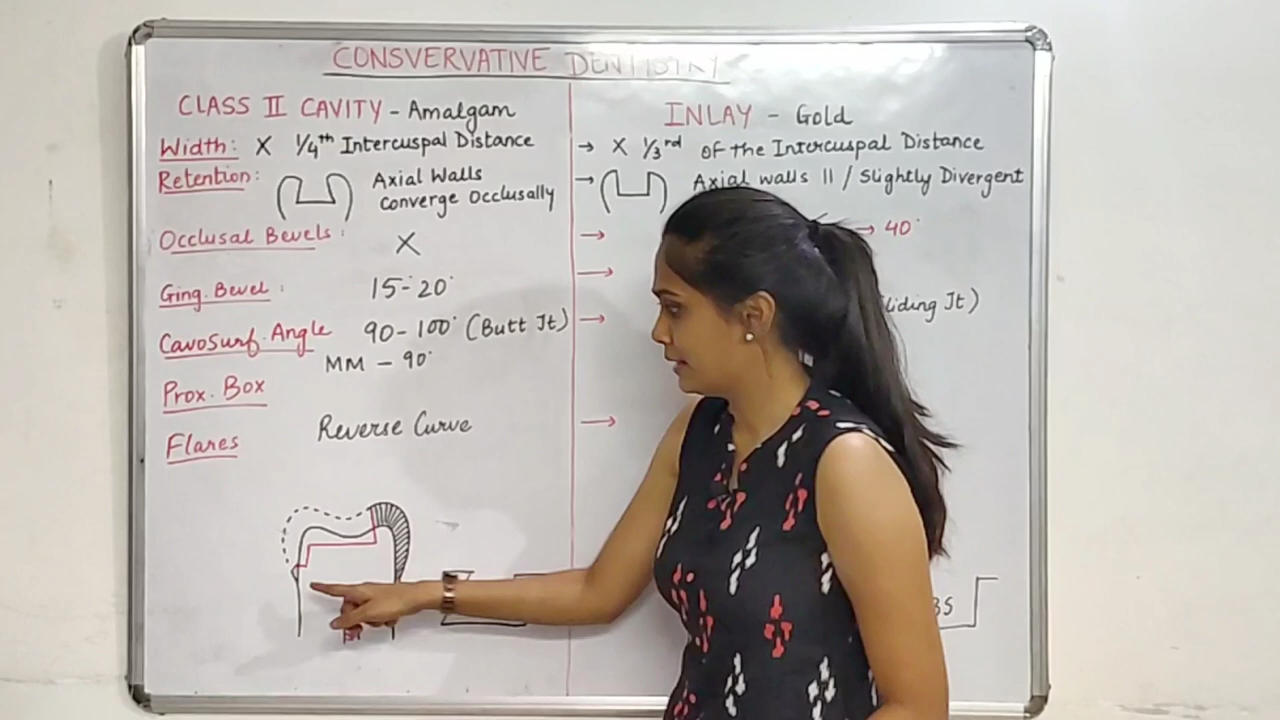 CONSVERVATIVE DENTISTRY
CLASS II CAVITY - Amalgam
INLAY - Gold
Width: X 1/4th Intercuspal Distance
→ X 1/3rd of the Intercuspal Distance
Retention:
Axial Walls
Converge Occlusally
→ Axial walls || / Slightly Divergent
Occlusal Bevels: X
→ → 40°
Ging. Bevel: 15°-20°
→
Cavosurf. Angle 90-100° (Butt Jt)
→ liding Jt)
MM - 90°
Prox. Box
Flares Reverse Curve
→
BS